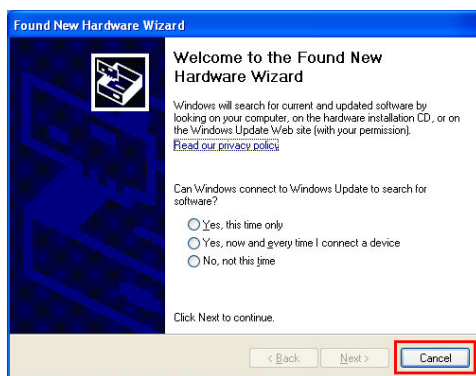 Found New Hardware Wizard
Welcome to the Found New
Hardware Wizard
Windows will search for current and updated software by
looking on your computer, on the hardware installation CD, or on
the Windows Update Web site (with your permission).
Read our privacy policy
Can Windows connect to Windows Update to search for
software?
Yes, this time only
Yes, now and every time I connect a device
No, not this time
Click Next to continue.
< Back
Next >
Cancel